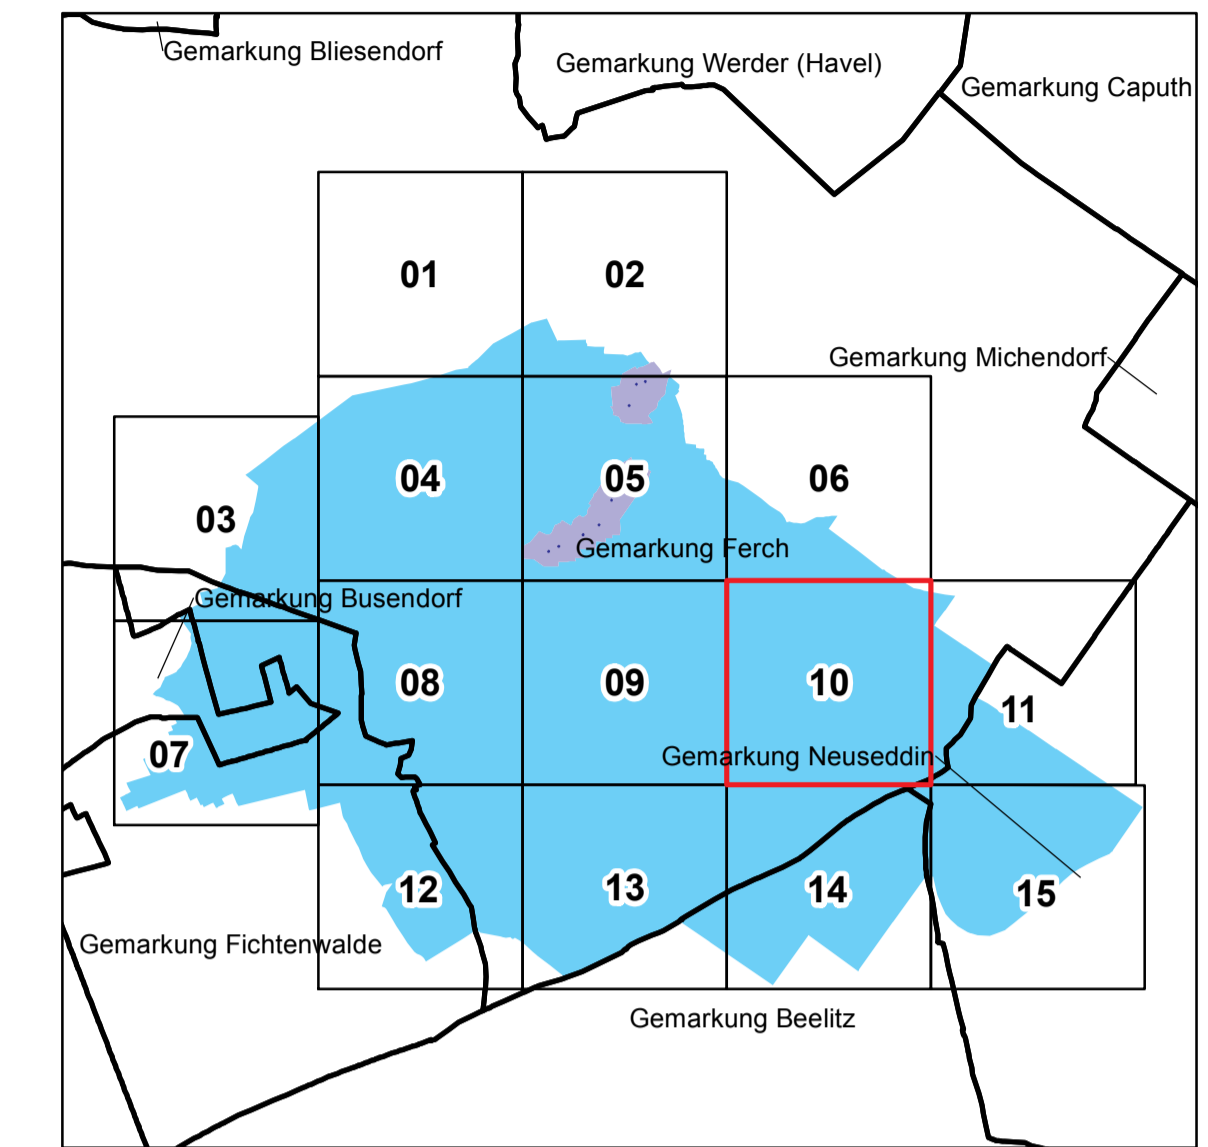 Gemarkung Bliesendorf
Gemarkung Werder (Havel)
Gemarkung Caputh
01
02
Gemarkung Michendorf
03
04
05
06
Gemarkung Ferch
Gemarkung Busendorf
07
08
09
10
11
Gemarkung Neuseddin
12
13
14
15
Gemarkung Fichtenwalde
Gemarkung Beelitz